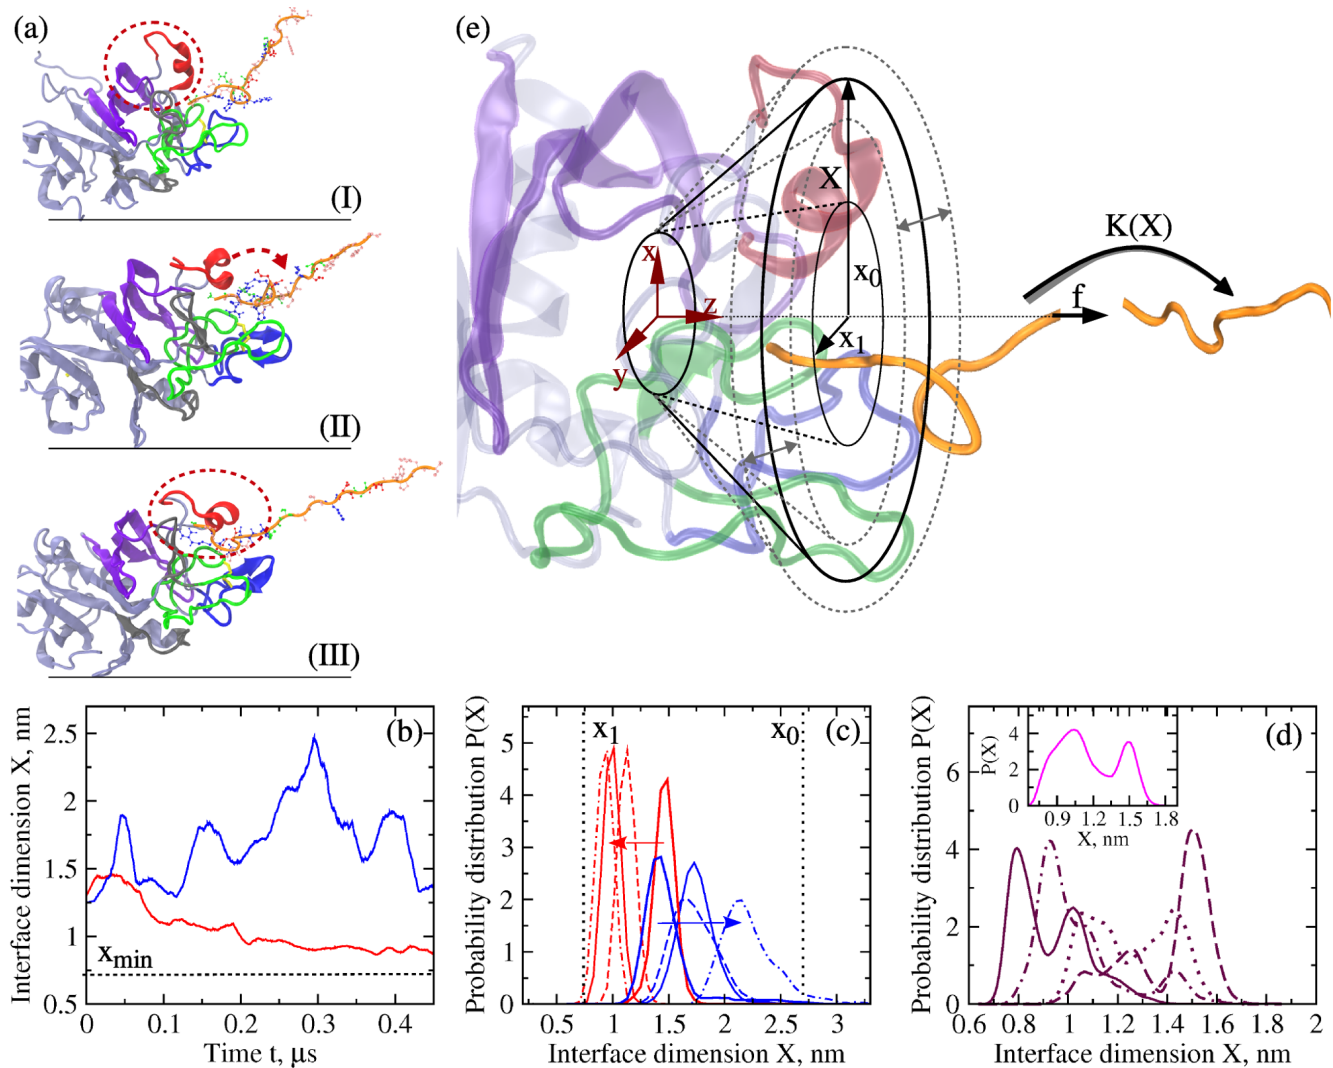 (a)
(I)
(II)
(III)
(e)
X
x
x0
z
x1
y
K(X)
f
(b)
Interface dimension X, nm
2.5
2
1.5
1
0.5
xmin
0
0.1
0.2
0.3
0.4
Time t, μs
(c)
Probability distribution P(X)
x1
x0
5
4
3
2
1
0
0.5
1
1.5
2
2.5
3
Interface dimension X, nm
(d)
Probability distribution P(X)
6
4
2
0
0.6
0.8
1
1.2
1.4
1.6
1.8
2
Interface dimension X, nm
P(X)
4
2
0
0.9
1.2
1.5
1.8
X, nm